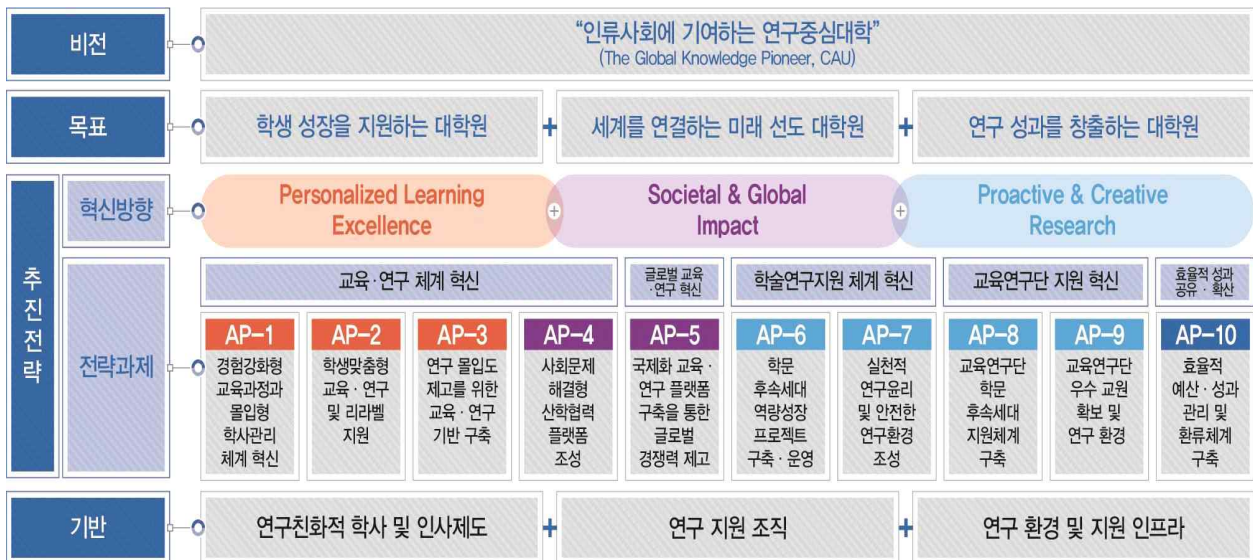 비전
“인류사회에 기여하는 연구중심대학”
(The Global Knowledge Pioneer, CAU)
목표
학생 성장을 지원하는 대학원
+
세계를 연결하는 미래 선도 대학원
+
연구 성과를 창출하는 대학원
추진전략
혁신방향
Personalized Learning
Excellence
+
Societal & Global
Impact
+
Proactive & Creative
Research
전략과제
교육·연구 체계 혁신
글로벌 교육
·연구 혁신
학술연구지원 체계 혁신
교육연구단 지원 혁신
효율적 성과
공유 · 확산
AP-1
경험강화형
교육과정과
몰입형
학사관리
체계 혁신
AP-2
학생맞춤형
교육 · 연구
및 리라벨
지원
AP-3
연구 몰입도
제고를 위한
교육 · 연구
기반 구축
AP-4
사회문제
해결형
산학협력
플랫폼
조성
AP-5
국제화 교육 ·
연구 플랫폼
구축을 통한
글로벌
경쟁력 제고
AP-6
학문
후속세대
역량성장
프로젝트
구축 · 운영
AP-7
실천적
연구윤리
및 안전한
연구환경
조성
AP-8
교육연구단
학문
후속세대
지원체계
구축
AP-9
교육연구단
우수 교원
확보 및
연구 환경
AP-10
효율적
예산 · 성과
관리 및
환류체계
구축
기반
연구친화적 학사 및 인사제도
+
연구 지원 조직
+
연구 환경 및 지원 인프라